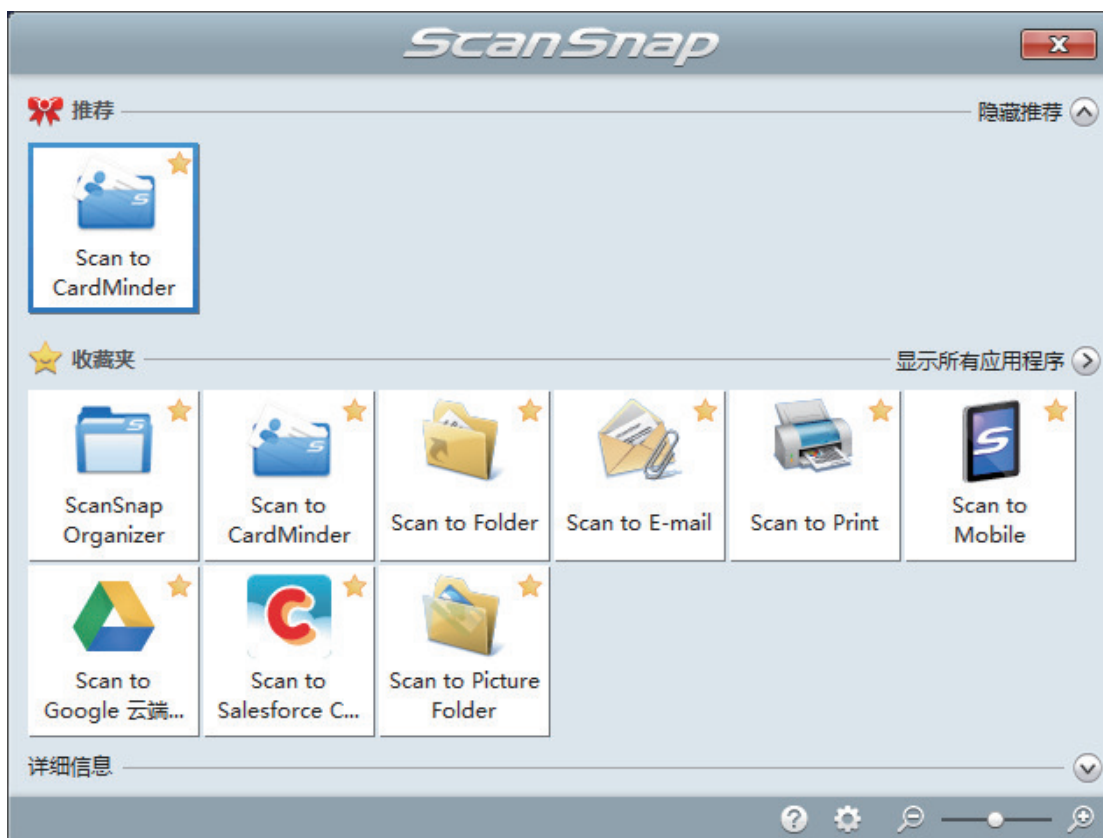 ScanSnap
推荐
隐藏推荐
Scan to
CardMinder
收藏夹
显示所有应用程序
ScanSnap
Organizer
Scan to
CardMinder
Scan to Folder
Scan to E-mail
Scan to Print
Scan to
Mobile
Scan to
Google 云端...
Scan to
Salesforce C...
Scan to Picture
Folder
详细信息